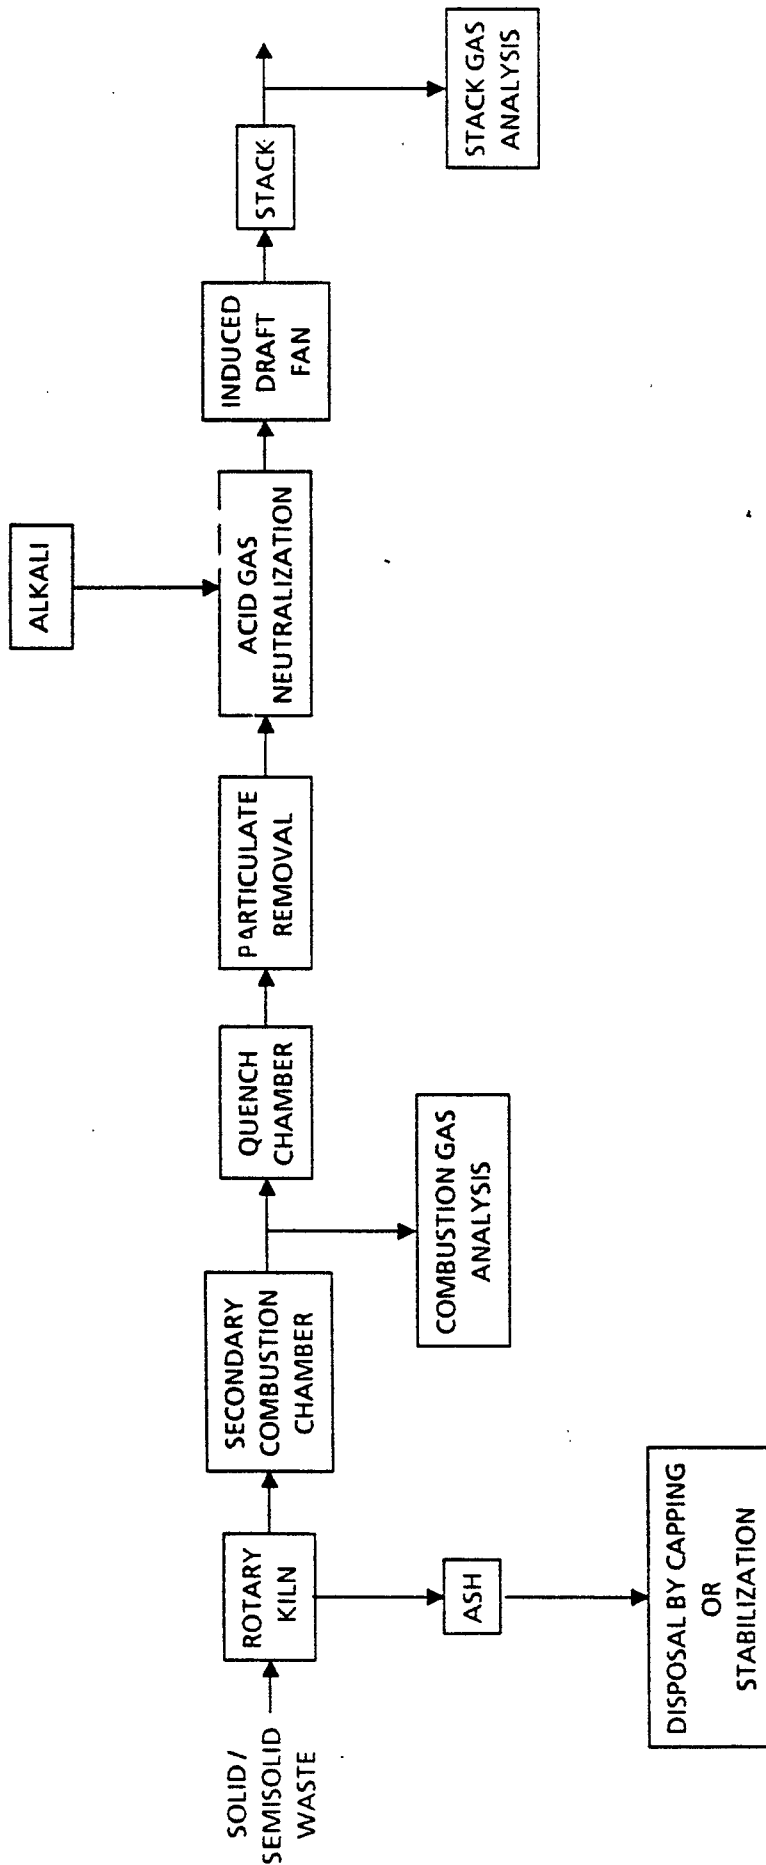 SOLID /
SEMISOLID
WASTE
ROTARY
KILN
ASH
DISPOSAL BY CAPPING
OR
STABILIZATION
SECONDARY
COMBUSTION
CHAMBER
COMBUSTION GAS
ANALYSIS
QUENCH
CHAMBER
PARTICULATE
REMOVAL
ALKALI
ACID GAS
NEUTRALIZATION
INDUCED
DRAFT
FAN
STACK
STACK GAS
ANALYSIS